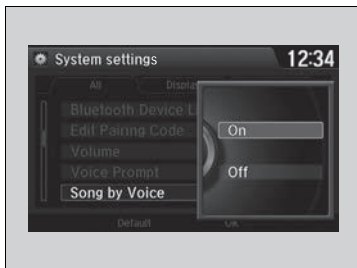 System settings
12:34
All
Display
Bluetooth Device L
Edit Pairing Code
On
Volume
Voice Prompt
Off
Song by Voice
Default
OK